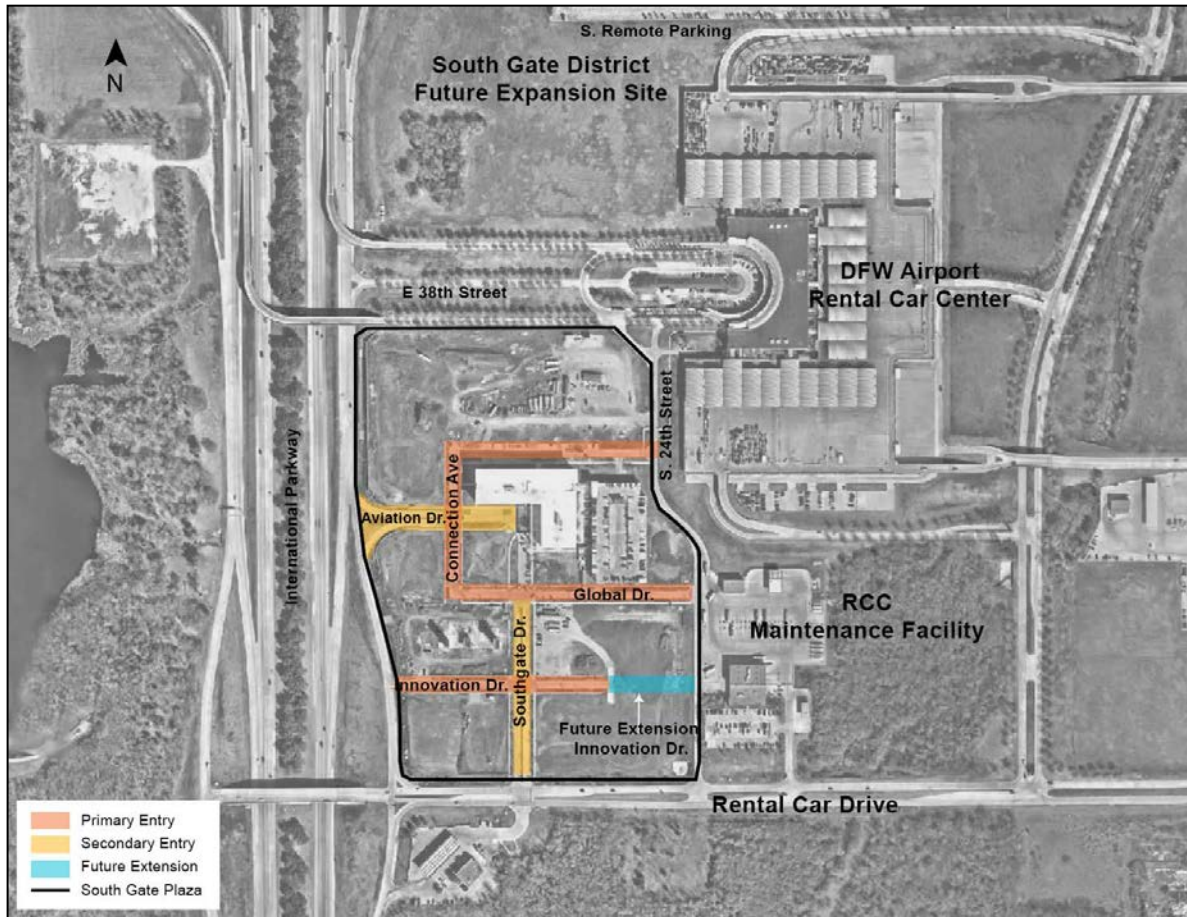 S. Remote Parking
South Gate District
Future Expansion Site
N
E 38th Street
DFW Airport
Rental Car Center
S. 24th Street
International Parkway
Connection Ave
Aviation Dr.
Global Dr.
RCC
Maintenance Facility
Southgate Dr.
Innovation Dr.
Future Extension
Innovation Dr.
Rental Car Drive
Primary Entry
Secondary Entry
Future Extension
South Gate Plaza